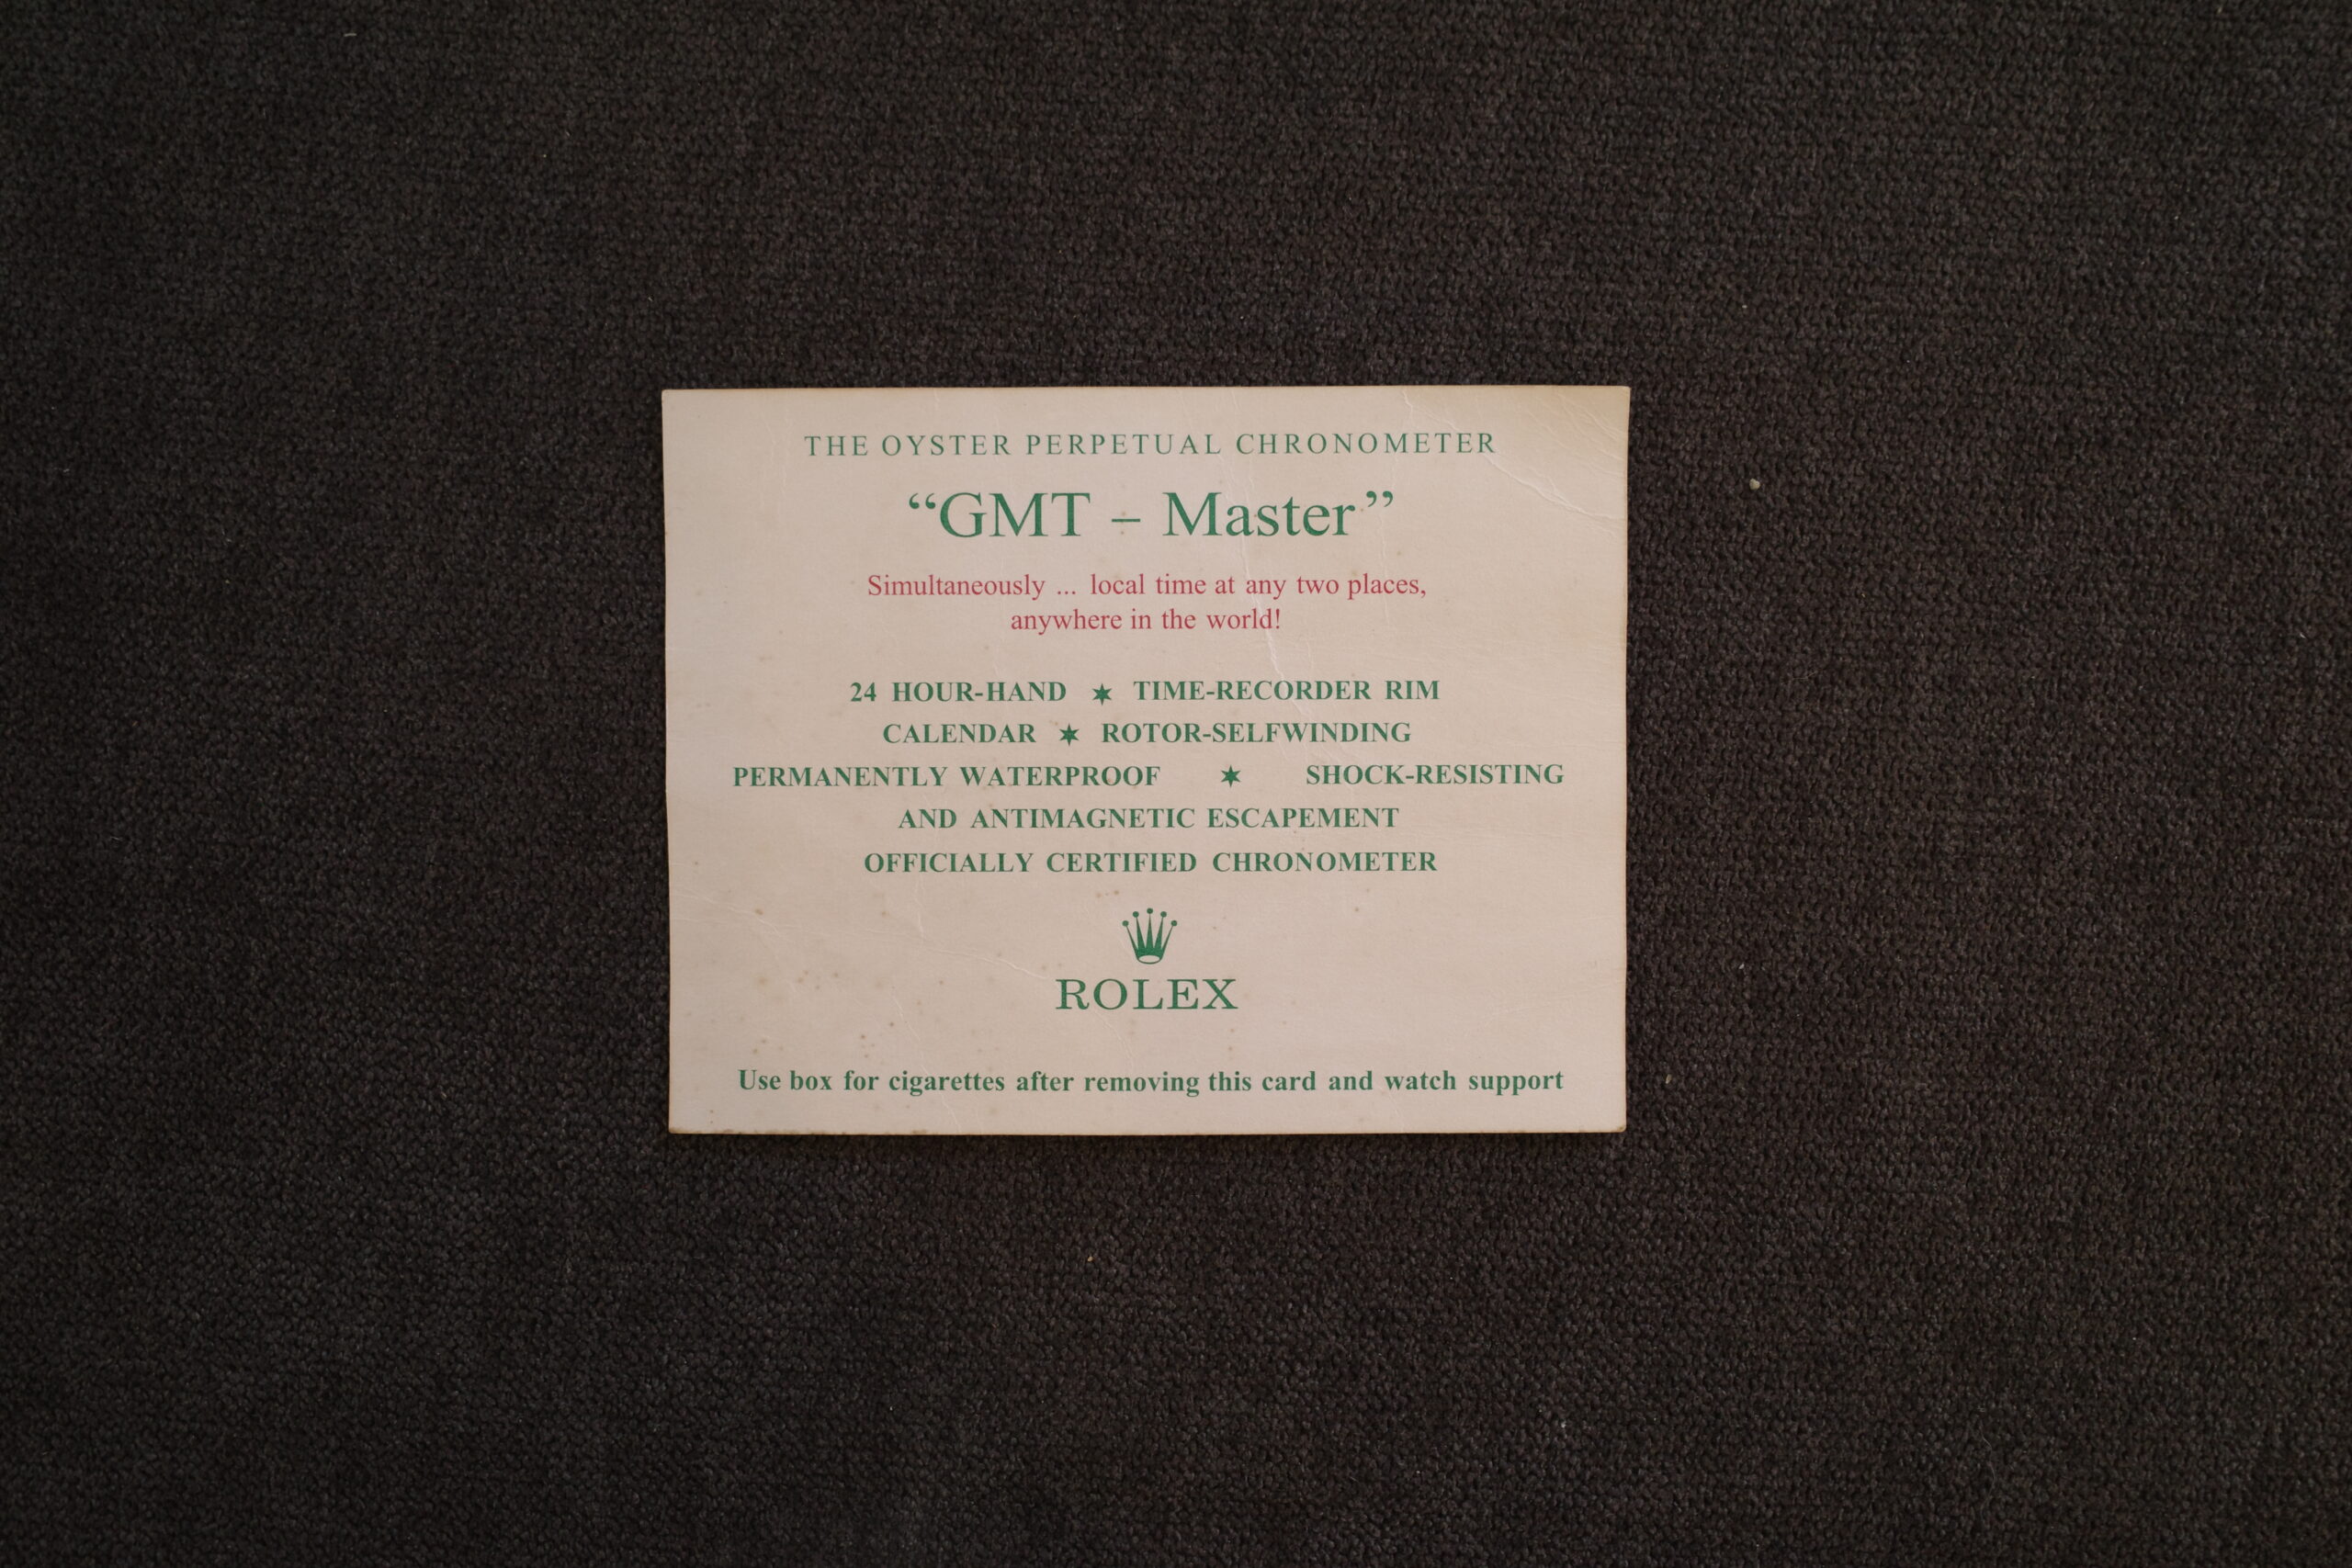 THE OYSTER PERPETUAL CHRONOMETER
“GMT – Master”
Simultaneously ... local time at any two places,
anywhere in the world!
24 HOUR-HAND ✶ TIME-RECORDER RIM
CALENDAR ✶ ROTOR-SELFWINDING
PERMANENTLY WATERPROOF ✶ SHOCK-RESISTING
AND ANTIMAGNETIC ESCAPEMENT
OFFICIALLY CERTIFIED CHRONOMETER
ROLEX
Use box for cigarettes after removing this card and watch support